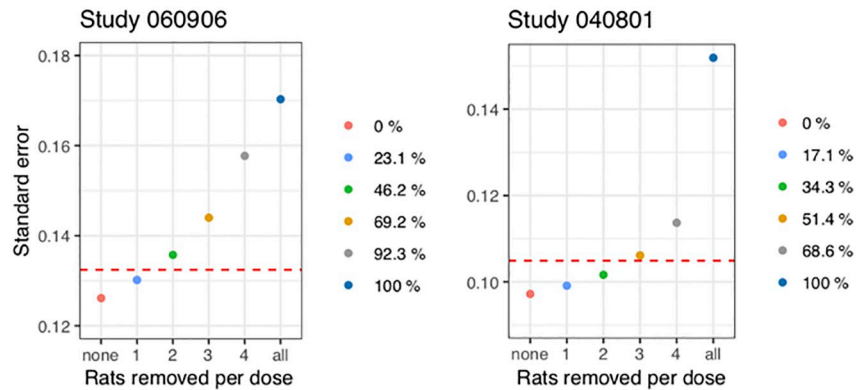 Study 060906
Standard error
0.18
0.16
0.14
0.12
none 1 2 3 4 all
Rats removed per dose
0 %
23.1 %
46.2 %
69.2 %
92.3 %
100 %
Study 040801
0.14
0.12
0.10
none 1 2 3 4 all
Rats removed per dose
0 %
17.1 %
34.3 %
51.4 %
68.6 %
100 %